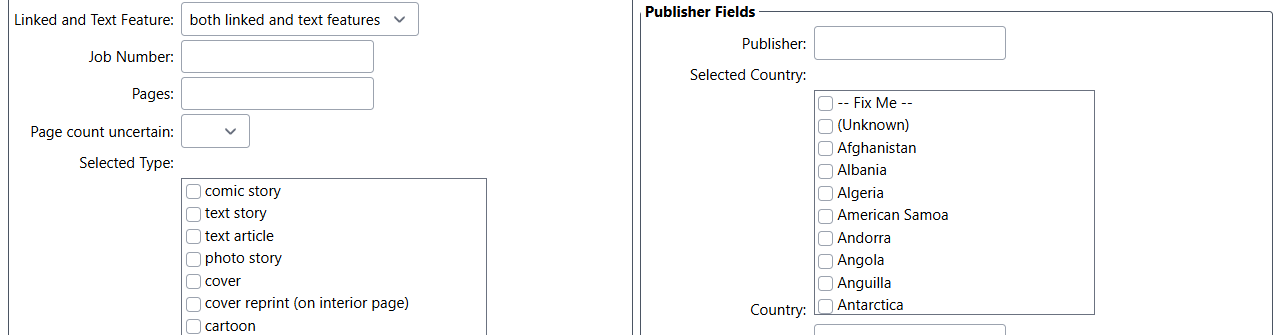 Linked and Text Feature: both linked and text features
Job Number:
Pages:
Page count uncertain:
Selected Type:
comic story
text story
text article
photo story
cover
cover reprint (on interior page)
cartoon
Publisher Fields
Publisher:
Selected Country:
-- Fix Me --
(Unknown)
Afghanistan
Albania
Algeria
American Samoa
Andorra
Angola
Anguilla
Country: Antarctica